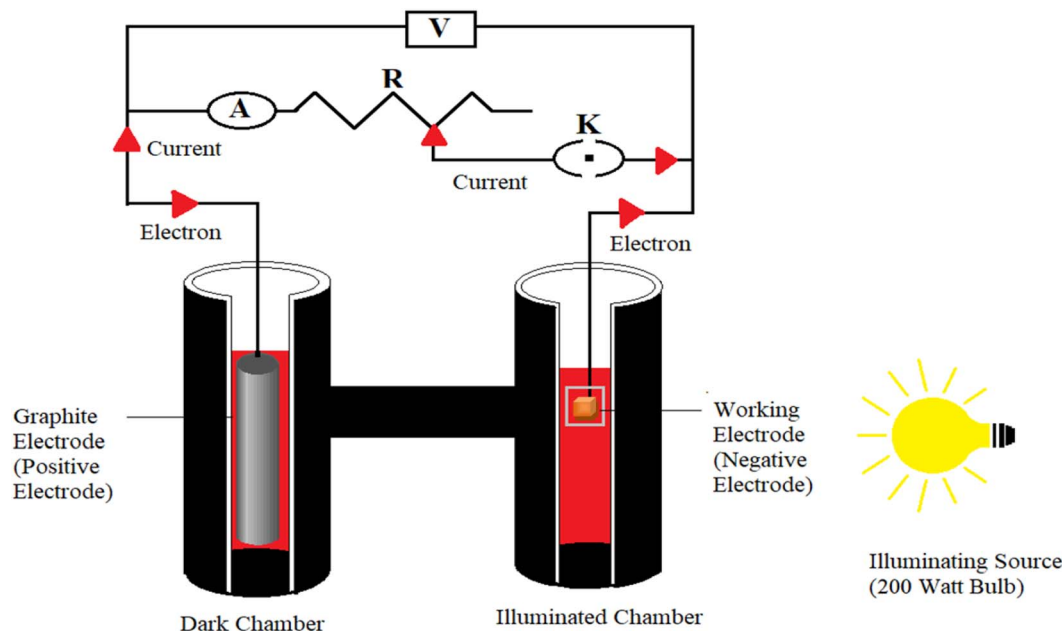 V
R
A
K
Current
Current
Electron
Electron
Graphite
Electrode
(Positive
Electrode)
Working
Electrode
(Negative
Electrode)
Illuminating Source
(200 Watt Bulb)
Dark Chamber
Illuminated Chamber